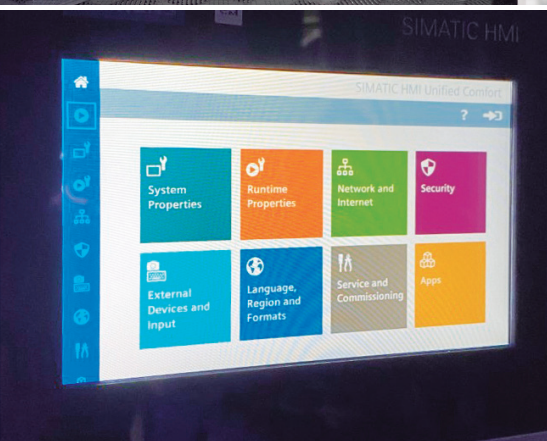 SIMATIC HMI
SIMATIC HMI Unified Comfort
?
System
Properties
Runtime
Properties
Network and
Internet
Security
External
Devices and
Input
Language,
Region and
Formats
Service and
Commissioning
Apps